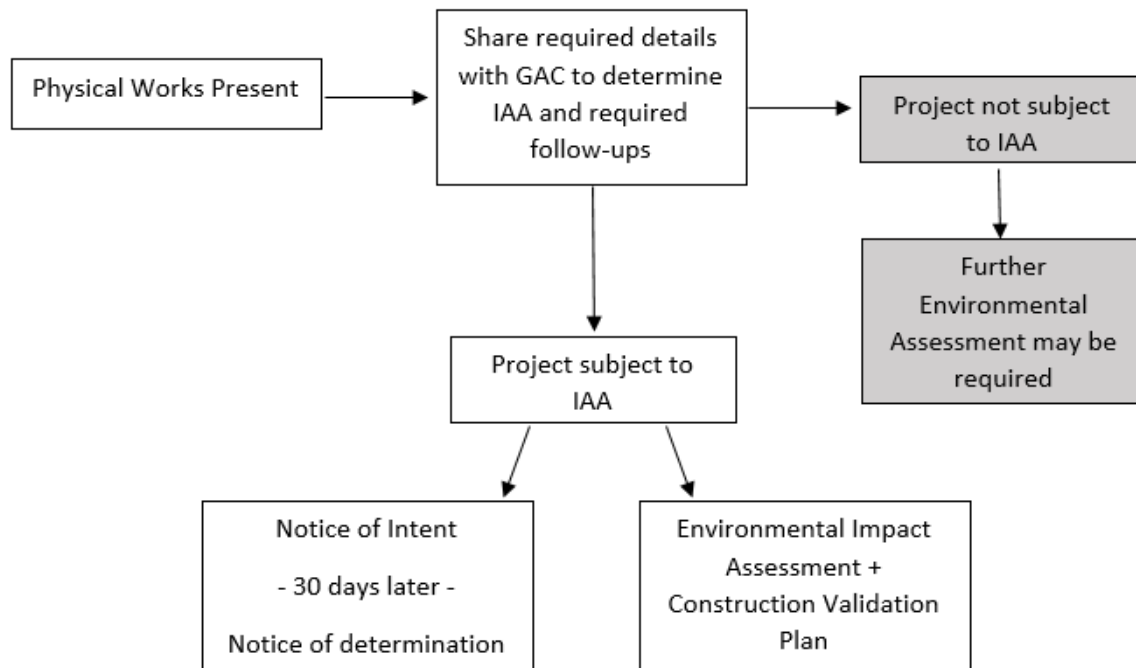 Physical Works Present
Share required details
with GAC to determine
IAA and required
follow-ups
Project not subject
to IAA
Further
Environmental
Assessment may be
required
Project subject to
IAA
Notice of Intent
- 30 days later -
Notice of determination
Environmental Impact
Assessment +
Construction Validation
Plan